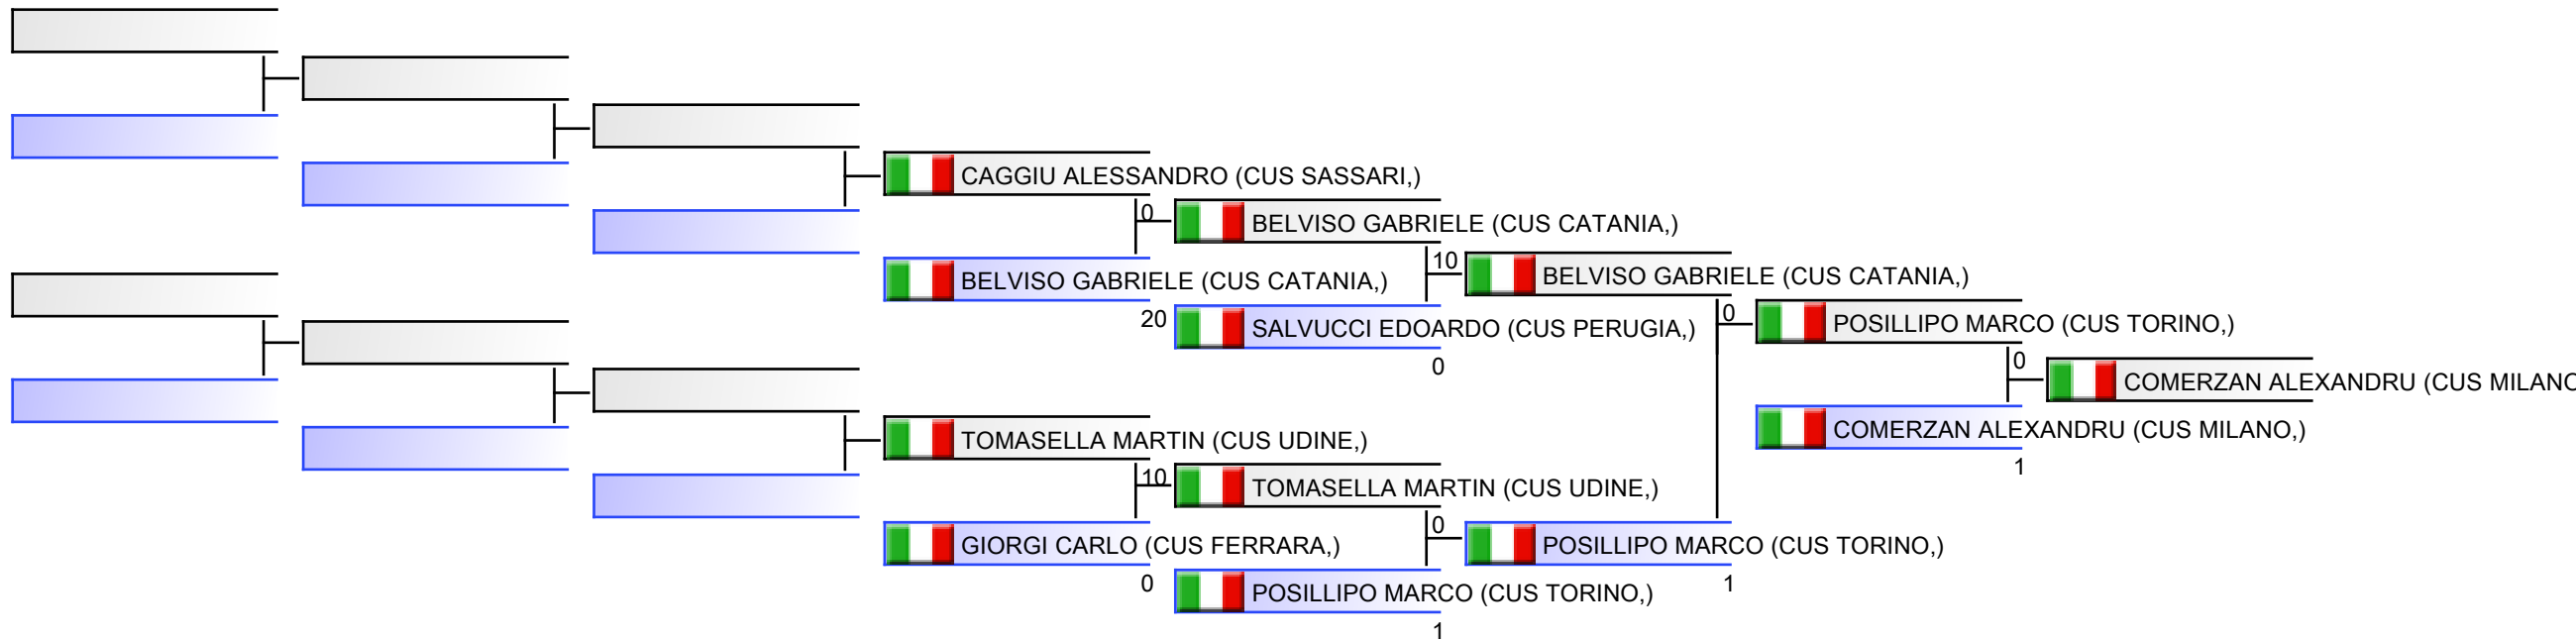 CAGGIU ALESSANDRO (CUS SASSARI,)
0
BELVISO GABRIELE (CUS CATANIA,)
10
BELVISO GABRIELE (CUS CATANIA,)
BELVISO GABRIELE (CUS CATANIA,)
20
SALVUCCI EDOARDO (CUS PERUGIA,)
0
0
POSILLIPO MARCO (CUS TORINO,)
0
COMERZAN ALEXANDRU (CUS MILANO
COMERZAN ALEXANDRU (CUS MILANO,)
1
TOMASELLA MARTIN (CUS UDINE,)
10
TOMASELLA MARTIN (CUS UDINE,)
0
GIORGI CARLO (CUS FERRARA,)
0
POSILLIPO MARCO (CUS TORINO,)
1
POSILLIPO MARCO (CUS TORINO,)
1